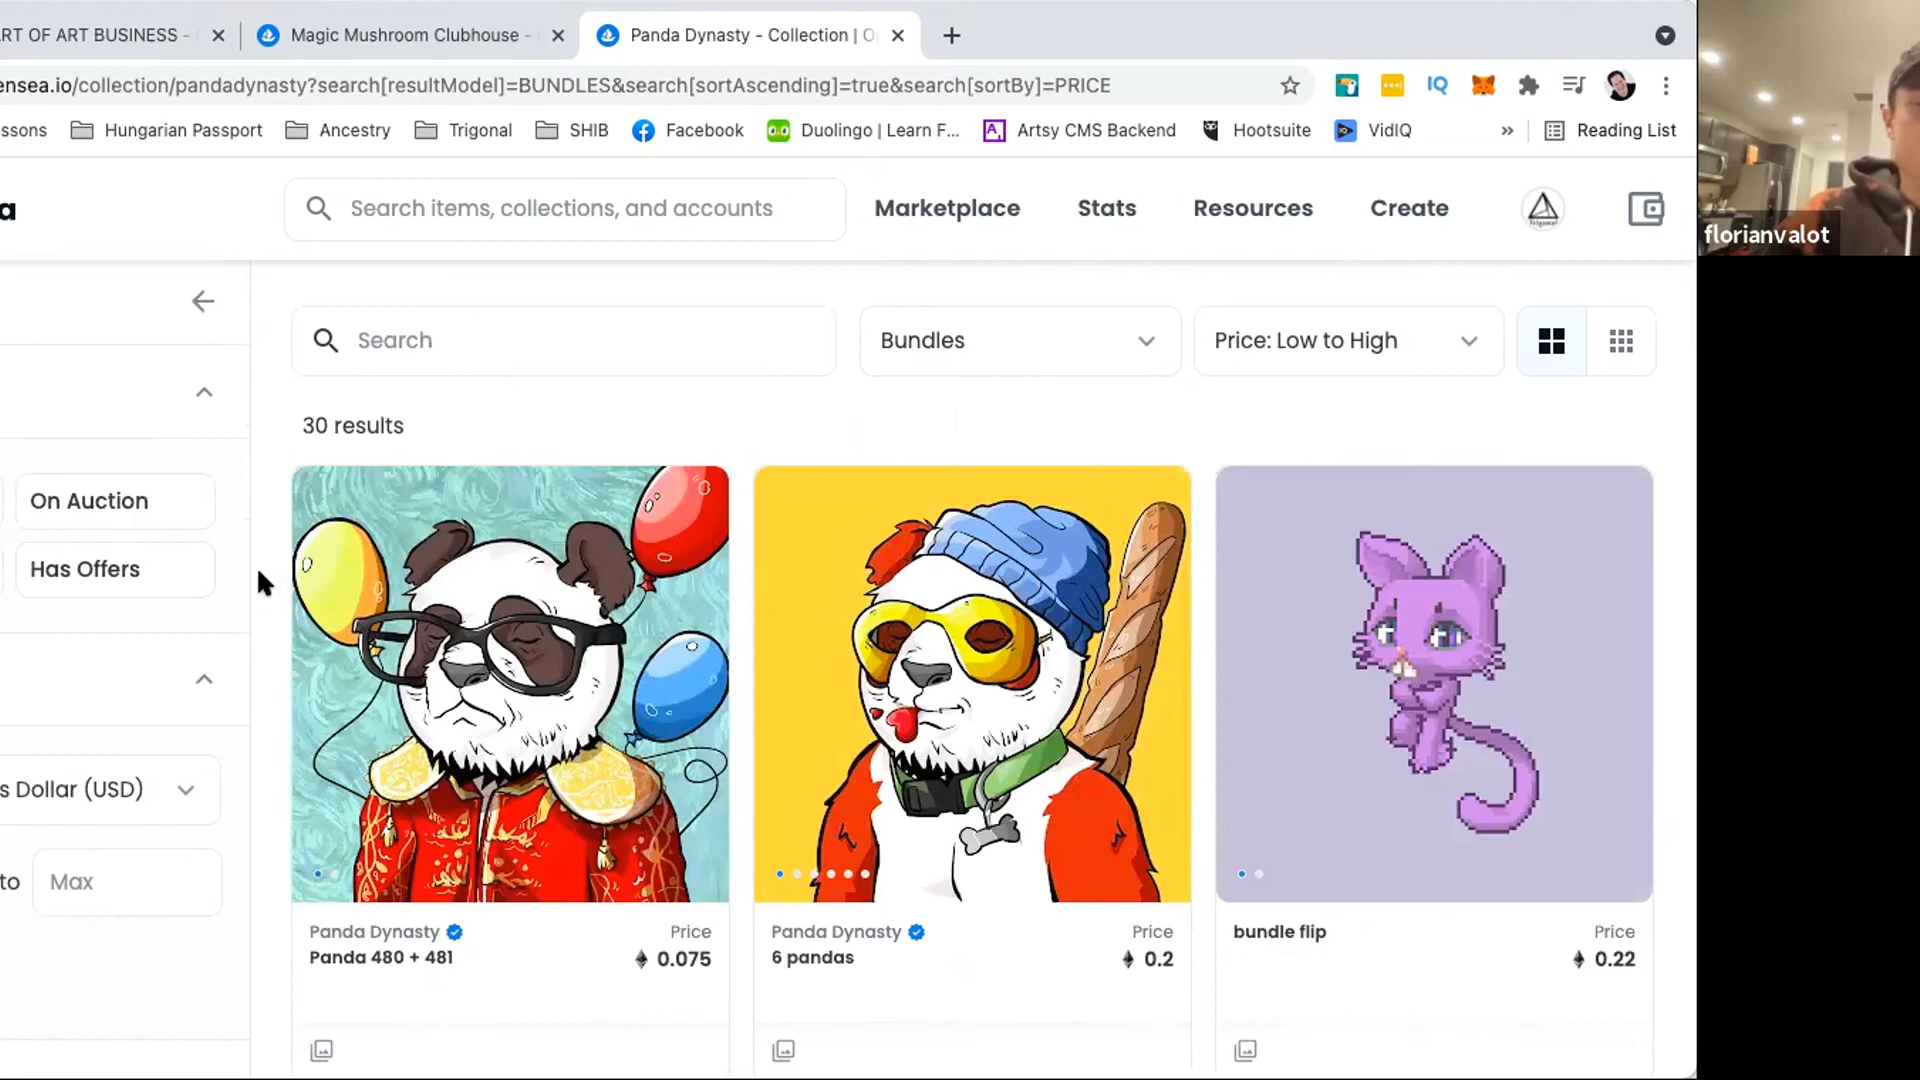 RT OF ART BUSINESS -
Magic Mushroom Clubhouse -
Panda Dynasty - Collection | O
ensea.io/collection/pandadynasty?search[resultModel]=BUNDLES&search[sortAscending]=true&search[sortBy]=PRICE
IQ
ssons
Hungarian Passport
Ancestry
Trigonal
SHIB
Facebook
Duolingo | Learn F...
A,
Artsy CMS Backend
Hootsuite
VidIQ
»
Reading List
florianvalot
a
Search items, collections, and accounts
Marketplace
Stats
Resources
Create
Search
Bundles
Price: Low to High
30 results
On Auction
Has Offers
s Dollar (USD)
to
Max
Panda Dynasty
Price
Panda 480 + 481
0.075
Panda Dynasty
Price
6 pandas
0.2
bundle flip
Price
0.22